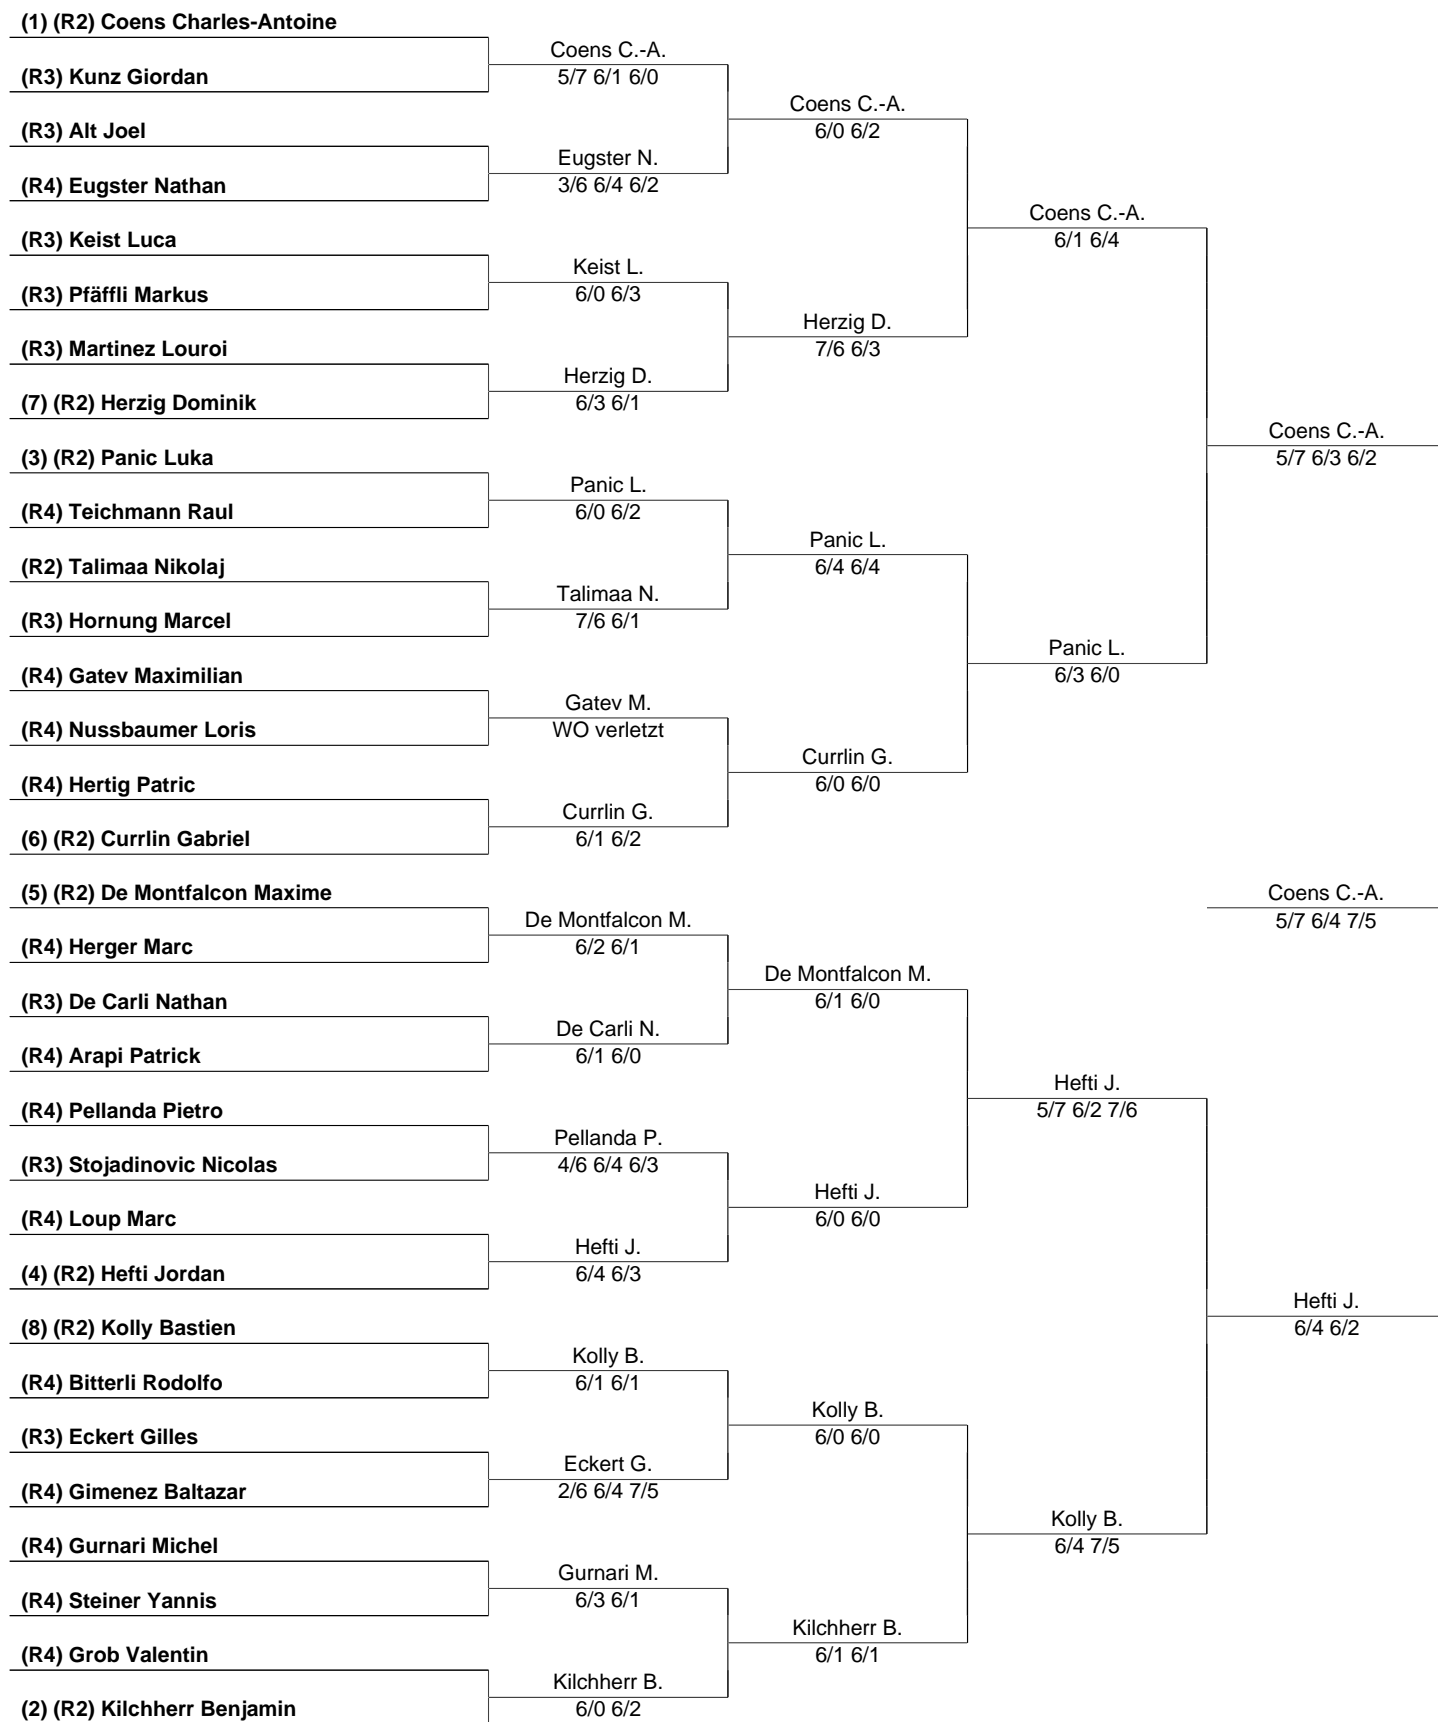 (1) (R2) Coens Charles-Antoine
(R3) Kunz Giordan
(R3) Alt Joel
(R4) Eugster Nathan
(R3) Keist Luca
(R3) Pfäffli Markus
(R3) Martinez Louroi
(7) (R2) Herzig Dominik
(3) (R2) Panic Luka
(R4) Teichmann Raul
(R2) Talimaa Nikolaj
(R3) Hornung Marcel
(R4) Gatev Maximilian
(R4) Nussbaumer Loris
(R4) Hertig Patric
(6) (R2) Currlin Gabriel
(5) (R2) De Montfalcon Maxime
(R4) Herger Marc
(R3) De Carli Nathan
(R4) Arapi Patrick
(R4) Pellanda Pietro
(R3) Stojadinovic Nicolas
(R4) Loup Marc
(4) (R2) Hefti Jordan
(8) (R2) Kolly Bastien
(R4) Bitterli Rodolfo
(R3) Eckert Gilles
(R4) Gimenez Baltazar
(R4) Gurnari Michel
(R4) Steiner Yannis
(R4) Grob Valentin
(2) (R2) Kilchherr Benjamin
Coens C.-A.
5/7 6/1 6/0
Eugster N.
3/6 6/4 6/2
Keist L.
6/0 6/3
Herzig D.
6/3 6/1
Panic L.
6/0 6/2
Talimaa N.
7/6 6/1
Gatev M.
WO verletzt
Currlin G.
6/1 6/2
De Montfalcon M.
6/2 6/1
De Carli N.
6/1 6/0
Pellanda P.
4/6 6/4 6/3
Hefti J.
6/4 6/3
Kolly B.
6/1 6/1
Eckert G.
2/6 6/4 7/5
Gurnari M.
6/3 6/1
Kilchherr B.
6/0 6/2
Coens C.-A.
6/0 6/2
Herzig D.
7/6 6/3
Panic L.
6/4 6/4
Currlin G.
6/0 6/0
De Montfalcon M.
6/1 6/0
Hefti J.
6/0 6/0
Kolly B.
6/0 6/0
Kilchherr B.
6/1 6/1
Coens C.-A.
6/1 6/4
Panic L.
6/3 6/0
Hefti J.
5/7 6/2 7/6
Kolly B.
6/4 7/5
Coens C.-A.
5/7 6/3 6/2
Coens C.-A.
5/7 6/4 7/5
Hefti J.
6/4 6/2